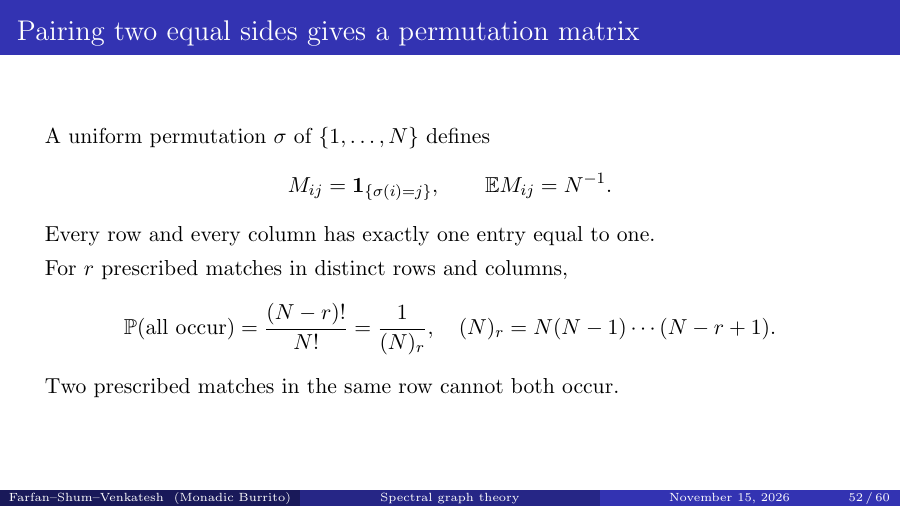 Pairing two equal sides gives a permutation matrix
A uniform permutation σ of {1, . . . , N} defines
M_{ij} = 𝟏_{{σ(i)=j}},  𝔼M_{ij} = N^{−1}.
Every row and every column has exactly one entry equal to one.
For r prescribed matches in distinct rows and columns,
ℙ(all occur) = (N − r)! / N! = 1 / (N)_r,  (N)_r = N(N − 1) · · · (N − r + 1).
Two prescribed matches in the same row cannot both occur.
Farfan–Shum–Venkatesh (Monadic Burrito)  Spectral graph theory  November 15, 2026  52 / 60